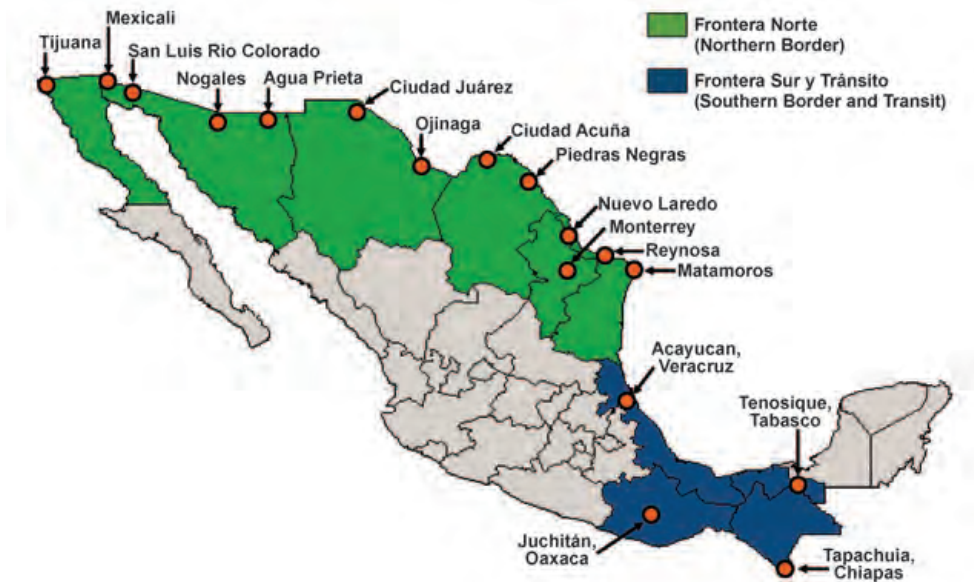 Mexicali
Tijuana
San Luis Rio Colorado
Nogales
Agua Prieta
Ciudad Juárez
Ojinaga
Ciudad Acuña
Piedras Negras
Nuevo Laredo
Monterrey
Reynosa
Matamoros
Frontera Norte
(Northern Border)
Frontera Sur y Tránsito
(Southern Border and Transit)
Acayucan,
Veracruz
Tenosique,
Tabasco
Juchitán,
Oaxaca
Tapachuia,
Chiapas